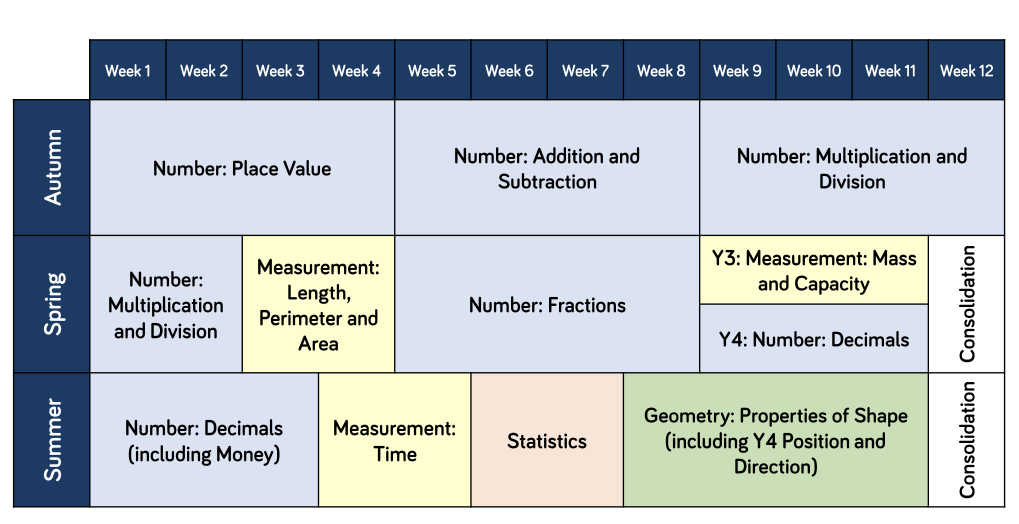 Week 1
Week 2
Week 3
Week 4
Week 5
Week 6
Week 7
Week 8
Week 9
Week 10
Week 11
Week 12
Autumn
Number: Place Value
Number: Addition and
Subtraction
Number: Multiplication and
Division
Spring
Number:
Multiplication
and Division
Measurement:
Length,
Perimeter and
Area
Number: Fractions
Y3: Measurement: Mass
and Capacity
Y4: Number: Decimals
Consolidation
Summer
Number: Decimals
(including Money)
Measurement:
Time
Statistics
Geometry: Properties of Shape
(including Y4 Position and
Direction)
Consolidation